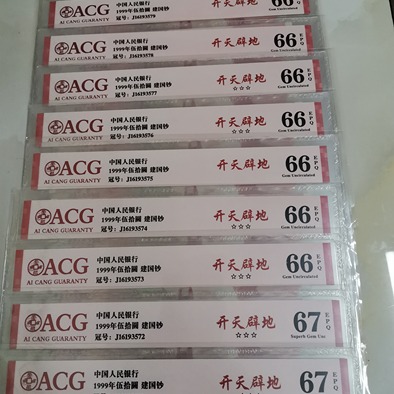 ACG
AI CANG GUARANTY
中国人民银行
1999年伍拾圆 建国钞
冠号: J16193579
开天辟地
☆☆☆
66
EPQ
Gem Uncirculated
ACG
AI CANG GUARANTY
中国人民银行
1999年伍拾圆 建国钞
冠号: J16193578
开天辟地
☆☆☆
66
EPQ
Gem Uncirculated
ACG
AI CANG GUARANTY
中国人民银行
1999年伍拾圆 建国钞
冠号: J16193577
开天辟地
☆☆☆
66
EPQ
Gem Uncirculated
ACG
AI CANG GUARANTY
中国人民银行
1999年伍拾圆 建国钞
冠号: J16193576
开天辟地
☆☆☆
66
EPQ
Gem Uncirculated
ACG
AI CANG GUARANTY
中国人民银行
1999年伍拾圆 建国钞
冠号: J16193575
开天辟地
☆☆☆
66
EPQ
Gem Uncirculated
ACG
AI CANG GUARANTY
中国人民银行
1999年伍拾圆 建国钞
冠号: J16193574
开天辟地
☆☆☆
66
EPQ
Gem Uncirculated
ACG
AI CANG GUARANTY
中国人民银行
1999年伍拾圆 建国钞
冠号: J16193573
开天辟地
☆☆☆
66
EPQ
Gem Uncirculated
ACG
AI CANG GUARANTY
中国人民银行
1999年伍拾圆 建国钞
冠号: J16193572
开天辟地
☆☆☆
67
EPQ
Superb Gem Unc
ACG
中国人民银行
1999年伍拾圆 建国钞
开天辟地
☆☆☆
67
EPQ